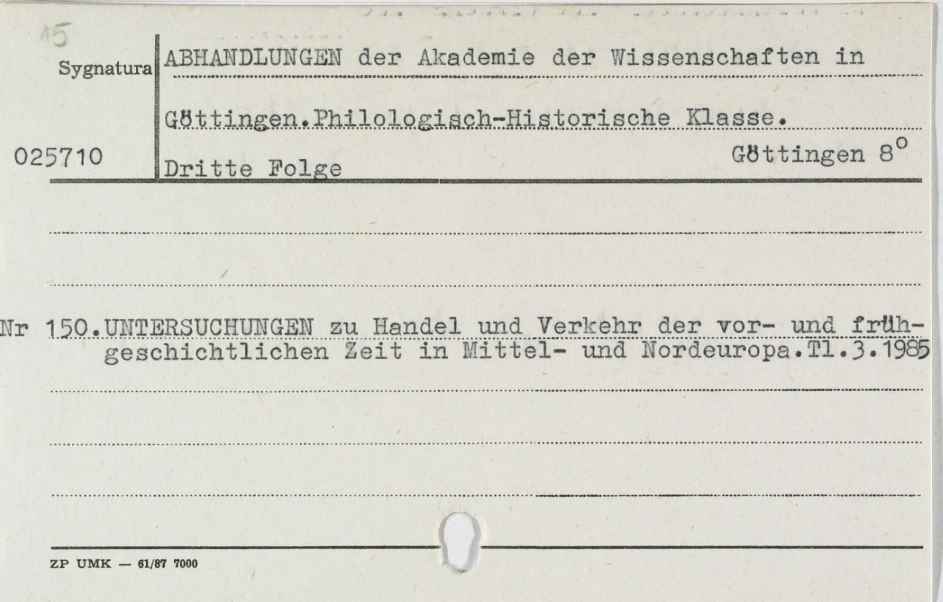 15
Sygnatura
ABHANDLUNGEN der Akademie der Wissenschaften in
Göttingen.Philologisch-Historische Klasse.
025710
Göttingen 8°
Dritte Folge
Nr 150.UNTERSUCHUNGEN zu Handel und Verkehr der vor- und früh-
geschichtlichen Zeit in Mittel- und Nordeuropa.Tl.3.1985
ZP UMK — 61/87 7000